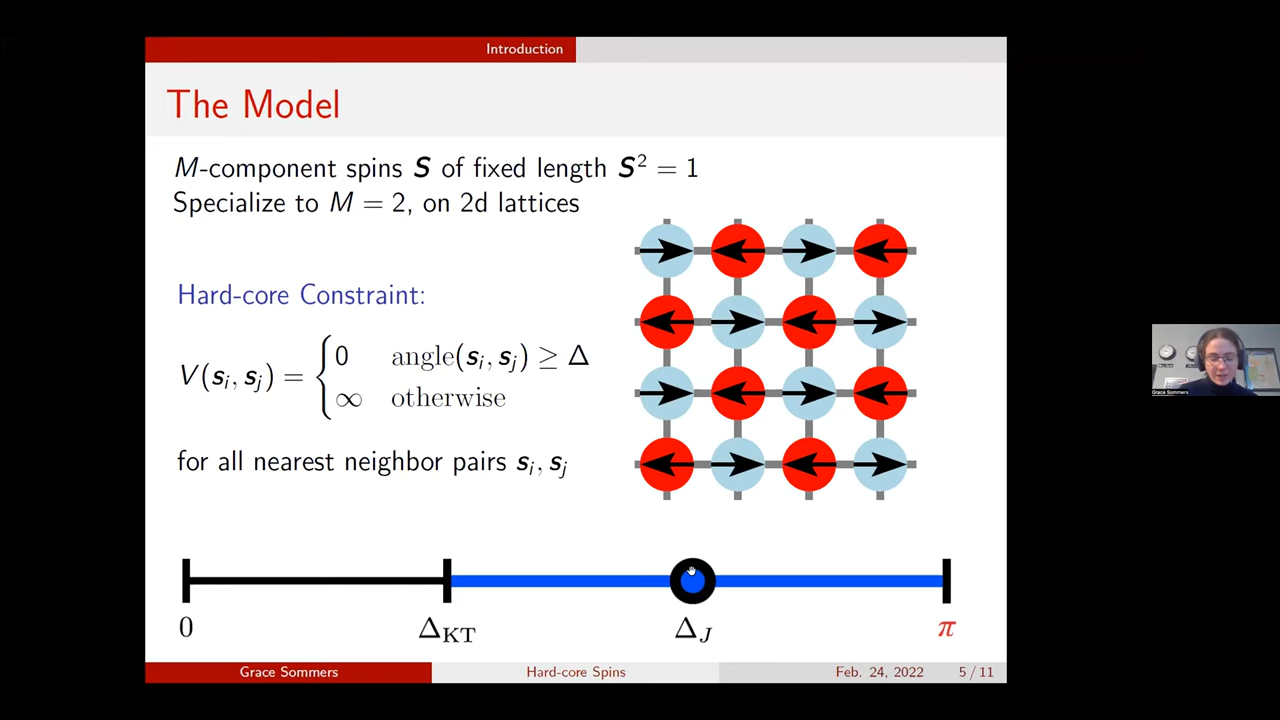 Introduction
The Model
M-component spins S of fixed length S² = 1
Specialize to M = 2, on 2d lattices
Hard-core Constraint:
V(sᵢ, sⱼ) = { 0 angle(sᵢ, sⱼ) ≥ Δ
∞ otherwise
for all nearest neighbor pairs sᵢ, sⱼ
0 Δ_KT Δ_J π
Grace Sommers Hard-core Spins Feb. 24, 2022 5 / 11
Grace Sommers